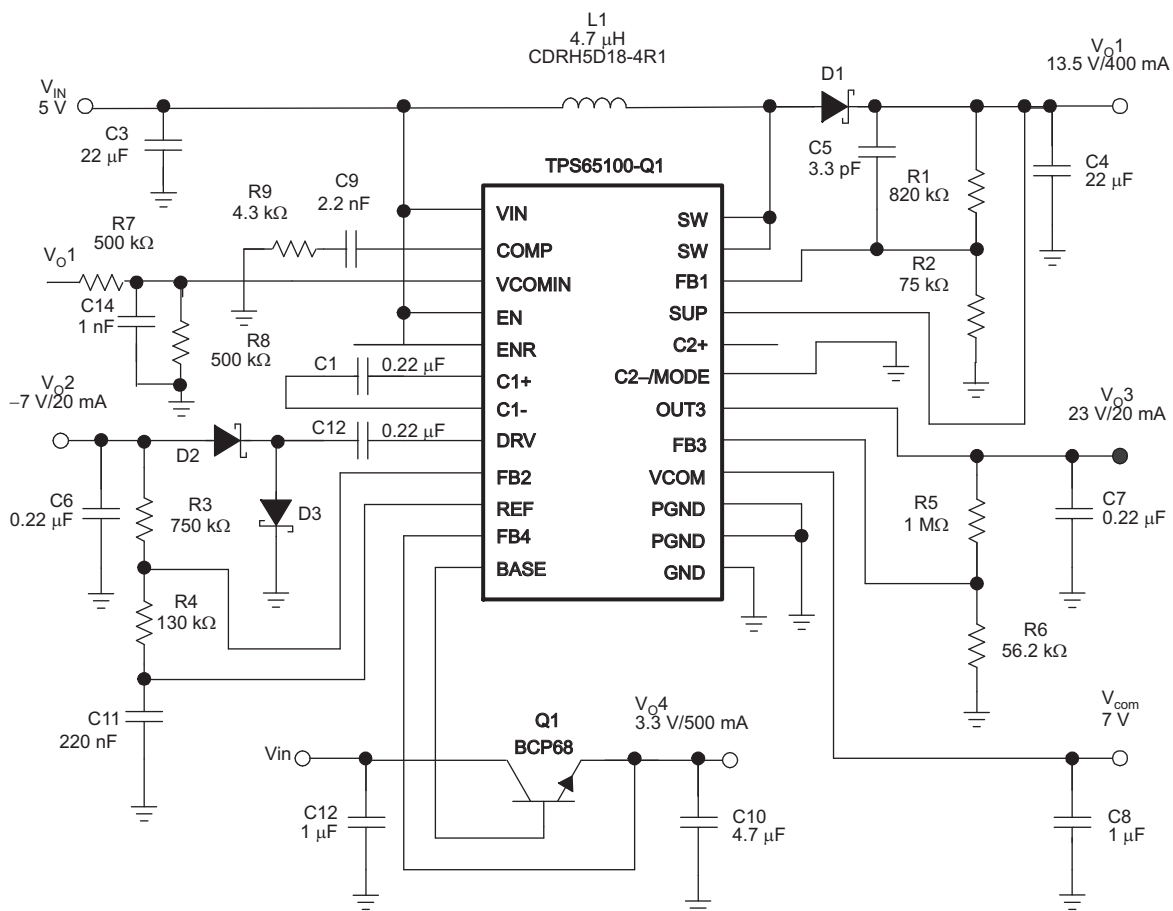 L1
4.7 μH
CDRH5D18-4R1
D1
VO1
13.5 V/400 mA
VIN
5 V
C3
22 μF
C5
3.3 pF
R1
820 kΩ
C4
22 μF
TPS65100-Q1
R9
4.3 kΩ
C9
2.2 nF
R7
500 kΩ
VO1
C14
1 nF
R8
500 kΩ
R2
75 kΩ
VIN
COMP
VCOMIN
EN
ENR
C1+
C1-
DRV
FB2
REF
FB4
BASE
SW
SW
FB1
SUP
C2+
C2–/MODE
OUT3
FB3
VCOM
PGND
PGND
GND
C1
0.22 μF
C12
0.22 μF
VO2
–7 V/20 mA
D2
D3
C6
0.22 μF
R3
750 kΩ
R4
130 kΩ
C11
220 nF
VO3
23 V/20 mA
R5
1 MΩ
C7
0.22 μF
R6
56.2 kΩ
Q1
BCP68
VO4
3.3 V/500 mA
Vin
C12
1 μF
C10
4.7 μF
Vcom
7 V
C8
1 μF